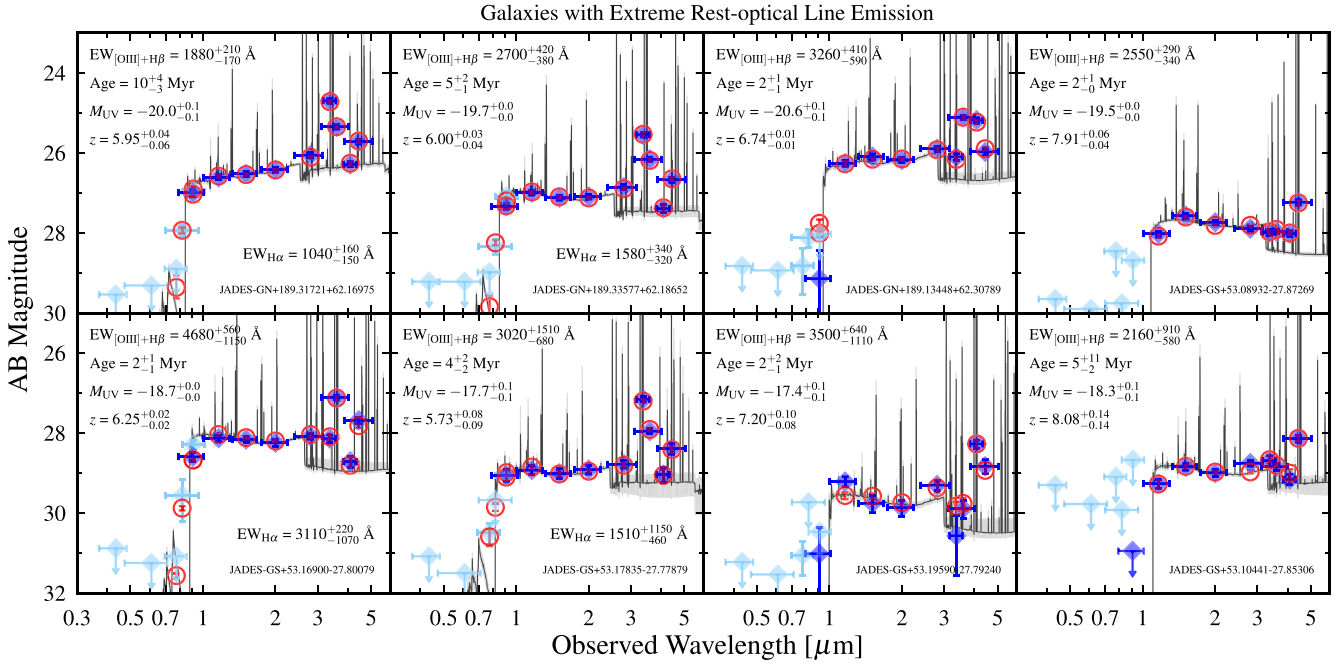 Galaxies with Extreme Rest-optical Line Emission
AB Magnitude
24
26
28
30
EW[OIII]+Hβ = 1880 +210 −170 Å
Age = 10 +4 −3 Myr
MUV = −20.0 +0.1 −0.1
z = 5.95 +0.04 −0.06
EWHα = 1040 +160 −150 Å
JADES-GN+189.31721+62.16975
EW[OIII]+Hβ = 2700 +420 −380 Å
Age = 5 +2 −1 Myr
MUV = −19.7 +0.0 −0.0
z = 6.00 +0.03 −0.04
EWHα = 1580 +340 −320 Å
JADES-GN+189.33577+62.18652
EW[OIII]+Hβ = 3260 +410 −590 Å
Age = 2 +1 −1 Myr
MUV = −20.6 +0.1 −0.1
z = 6.74 +0.01 −0.01
JADES-GN+189.13448+62.30789
EW[OIII]+Hβ = 2550 +290 −340 Å
Age = 2 +1 −0 Myr
MUV = −19.5 +0.0 −0.0
z = 7.91 +0.06 −0.04
JADES-GS+53.08932-27.87269
26
28
30
32
EW[OIII]+Hβ = 4680 +560 −1150 Å
Age = 2 +1 −1 Myr
MUV = −18.7 +0.0 −0.0
z = 6.25 +0.02 −0.02
EWHα = 3110 +220 −1070 Å
JADES-GS+53.16900-27.80079
EW[OIII]+Hβ = 3020 +1510 −680 Å
Age = 4 +2 −2 Myr
MUV = −17.7 +0.1 −0.1
z = 5.73 +0.08 −0.09
EWHα = 1510 +1150 −460 Å
JADES-GS+53.17835-27.77879
EW[OIII]+Hβ = 3500 +640 −1110 Å
Age = 2 +2 −1 Myr
MUV = −17.4 +0.1 −0.1
z = 7.20 +0.10 −0.08
JADES-GS+53.19590-27.79240
EW[OIII]+Hβ = 2160 +910 −580 Å
Age = 5 +11 −2 Myr
MUV = −18.3 +0.1 −0.1
z = 8.08 +0.14 −0.14
JADES-GS+53.10441-27.85306
0.3 0.5 0.7 1 2 3 5 0.5 0.7 1 2 3 5 0.5 0.7 1 2 3 5 0.5 0.7 1 2 3 5
Observed Wavelength [μm]